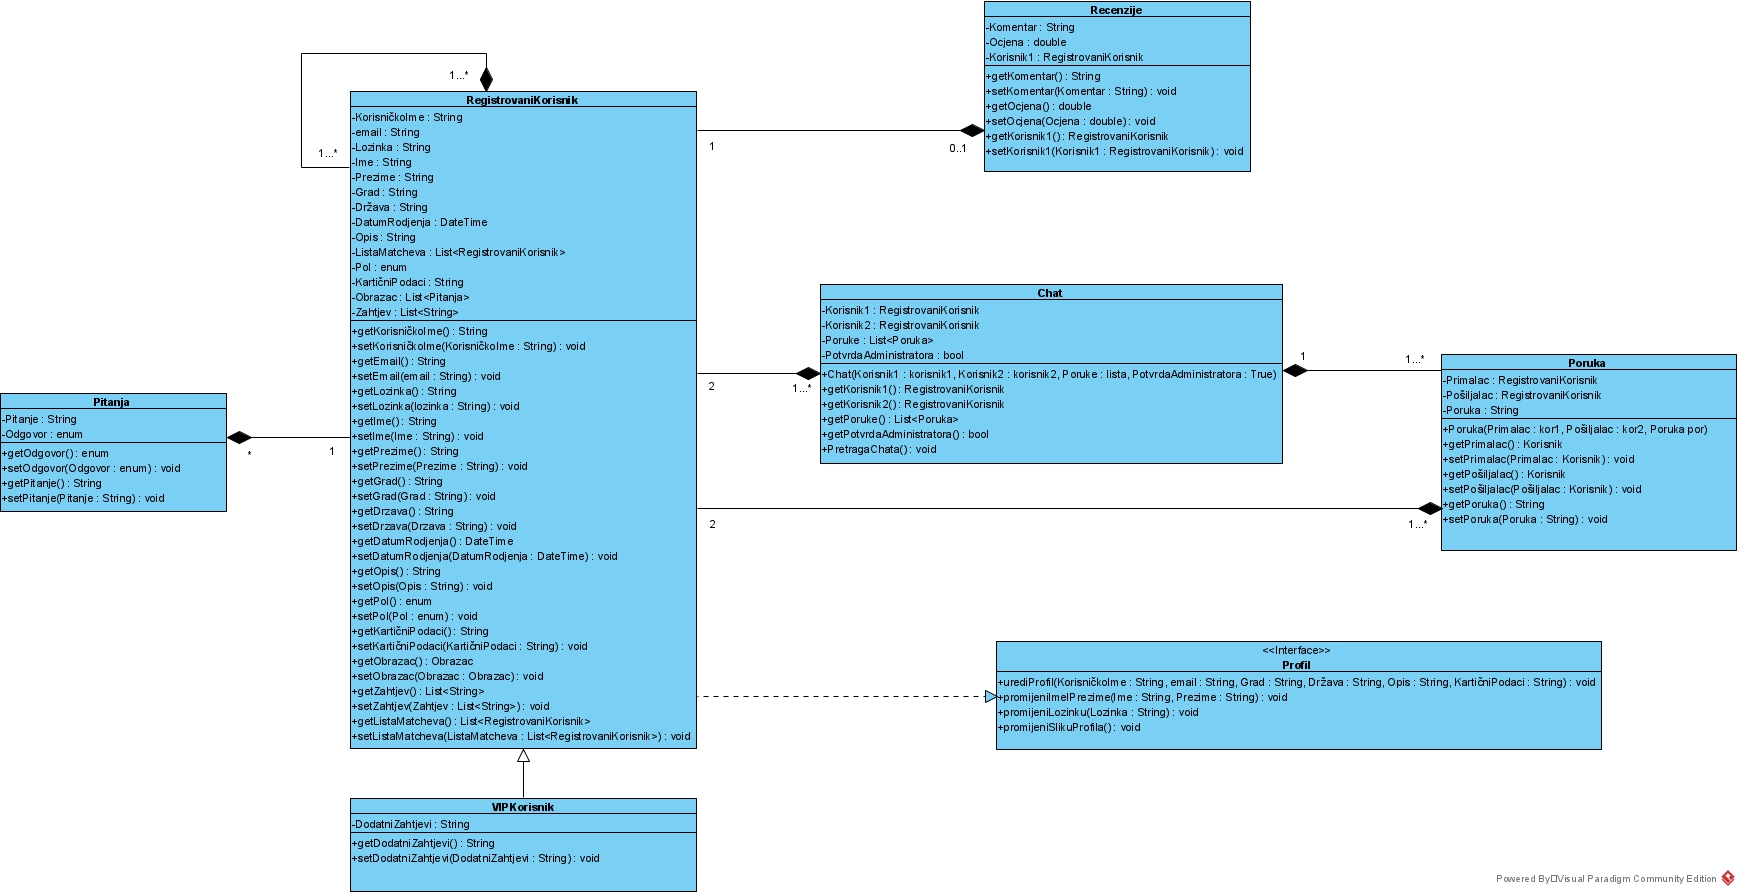 Recenzije
-Komentar : String
-Ocjena : double
-Korisnik1 : RegistrovaniKorisnik
+getKomentar() : String
+setKomentar(Komentar : String) : void
+getOcjena() : double
+setOcjena(Ocjena : double) : void
+getKorisnik1() : RegistrovaniKorisnik
+setKorisnik1(Korisnik1 : RegistrovaniKorisnik) : void
1...*
1...*
1
0..1
RegistrovaniKorisnik
-KorisničkoIme : String
-email : String
-Lozinka : String
-Ime : String
-Prezime : String
-Grad : String
-Država : String
-DatumRodjenja : DateTime
-Opis : String
-ListaMatcheva : List<RegistrovaniKorisnik>
-Pol : enum
-KartičniPodaci : String
-Obrazac : List<Pitanja>
-Zahtjev : List<String>
+getKorisničkoIme() : String
+setKorisničkoIme(KorisničkoIme : String) : void
+getEmail() : String
+setEmail(email : String) : void
+getLozinka() : String
+setLozinka(lozinka : String) : void
+getIme() : String
+setIme(Ime : String) : void
+getPrezime() : String
+setPrezime(Prezime : String) : void
+getGrad() : String
+setGrad(Grad : String) : void
+getDrzava() : String
+setDrzava(Drzava : String) : void
+getDatumRodjenja() : DateTime
+setDatumRodjenja(DatumRodjenja : DateTime) : void
+getOpis() : String
+setOpis(Opis : String) : void
+getPol() : enum
+setPol(Pol : enum) : void
+getKartičniPodaci() : String
+setKartičniPodaci(KartičniPodaci : String) : void
+getObrazac() : Obrazac
+setObrazac(Obrazac : Obrazac) : void
+getZahtjev() : List<String>
+setZahtjev(Zahtjev : List<String>) : void
+getListaMatcheva() : List<RegistrovaniKorisnik>
+setListaMatcheva(ListaMatcheva : List<RegistrovaniKorisnik>) : void
Chat
-Korisnik1 : RegistrovaniKorisnik
-Korisnik2 : RegistrovaniKorisnik
-Poruke : List<Poruka>
-PotvrdaAdministratora : bool
+Chat(Korisnik1 : korisnik1, Korisnik2 : korisnik2, Poruke : lista, PotvrdaAdministratora : True)
+getKorisnik1() : RegistrovaniKorisnik
+getKorisnik2() : RegistrovaniKorisnik
+getPoruke() : List<Poruka>
+getPotvrdaAdministratora() : bool
+PretragaChata() : void
2
1...*
1
1...*
Poruka
-Primalac : RegistrovaniKorisnik
-Pošiljalac : RegistrovaniKorisnik
-Poruka : String
+Poruka(Primalac : kor1, Pošiljalac : kor2, Poruka por)
+getPrimalac() : Korisnik
+setPrimalac(Primalac : Korisnik) : void
+getPošiljalac() : Korisnik
+setPošiljalac(Pošiljalac : Korisnik) : void
+getPoruka() : String
+setPoruka(Poruka : String) : void
2
1...*
Pitanja
-Pitanje : String
-Odgovor : enum
+getOdgovor() : enum
+setOdgovor(Odgovor : enum) : void
+getPitanje() : String
+setPitanje(Pitanje : String) : void
*
1
<<Interface>>
Profil
+urediProfil(KorisničkoIme : String, email : String, Grad : String, Država : String, Opis : String, KartičniPodaci : String) : void
+promijeniImeIPrezime(Ime : String, Prezime : String) : void
+promijeniLozinku(Lozinka : String) : void
+promijeniSlikuProfila() : void
VIPKorisnik
-DodatniZahtjevi : String
+getDodatniZahtjevi() : String
+setDodatniZahtjevi(DodatniZahtjevi : String) : void
Powered By Visual Paradigm Community Edition